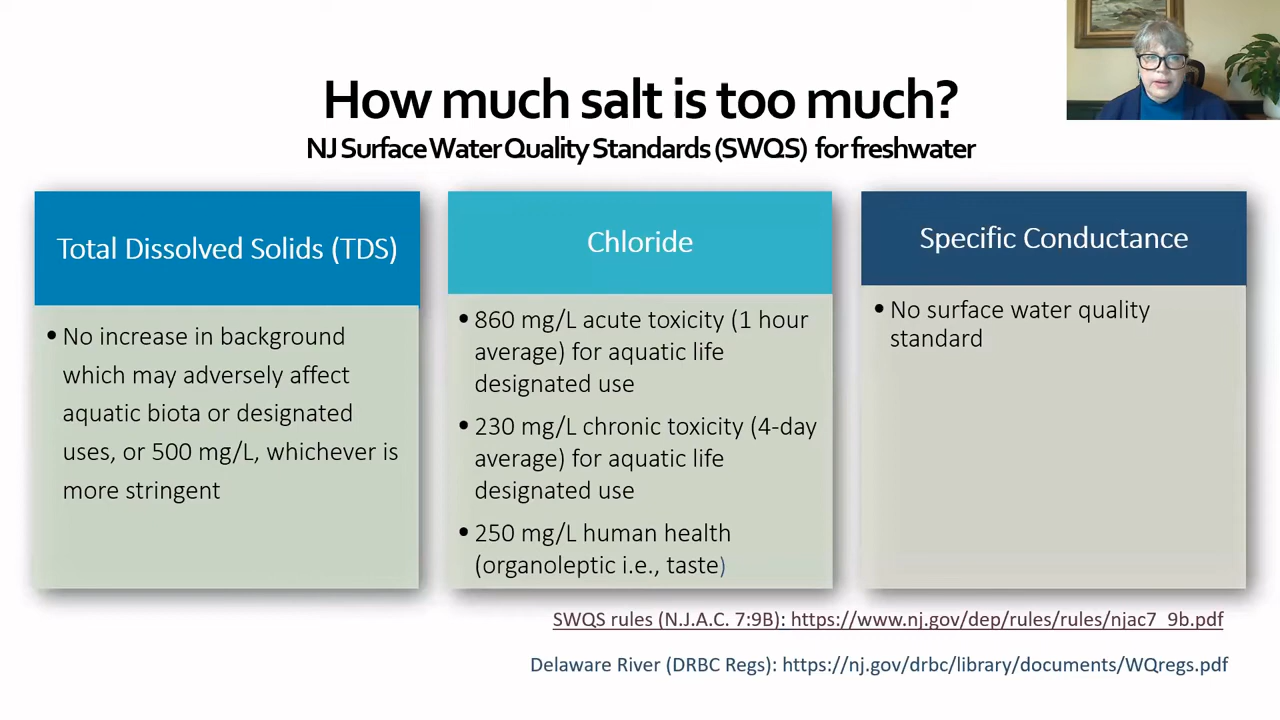 How much salt is too much?
NJ Surface Water Quality Standards (SWQS) for freshwater
Total Dissolved Solids (TDS)
• No increase in background
which may adversely affect
aquatic biota or designated
uses, or 500 mg/L, whichever is
more stringent
Chloride
• 860 mg/L acute toxicity (1 hour
average) for aquatic life
designated use
• 230 mg/L chronic toxicity (4-day
average) for aquatic life
designated use
• 250 mg/L human health
(organoleptic i.e., taste)
Specific Conductance
• No surface water quality
standard
SWQS rules (N.J.A.C. 7:9B): https://www.nj.gov/dep/rules/rules/njac7_9b.pdf
Delaware River (DRBC Regs): https://nj.gov/drbc/library/documents/WQregs.pdf